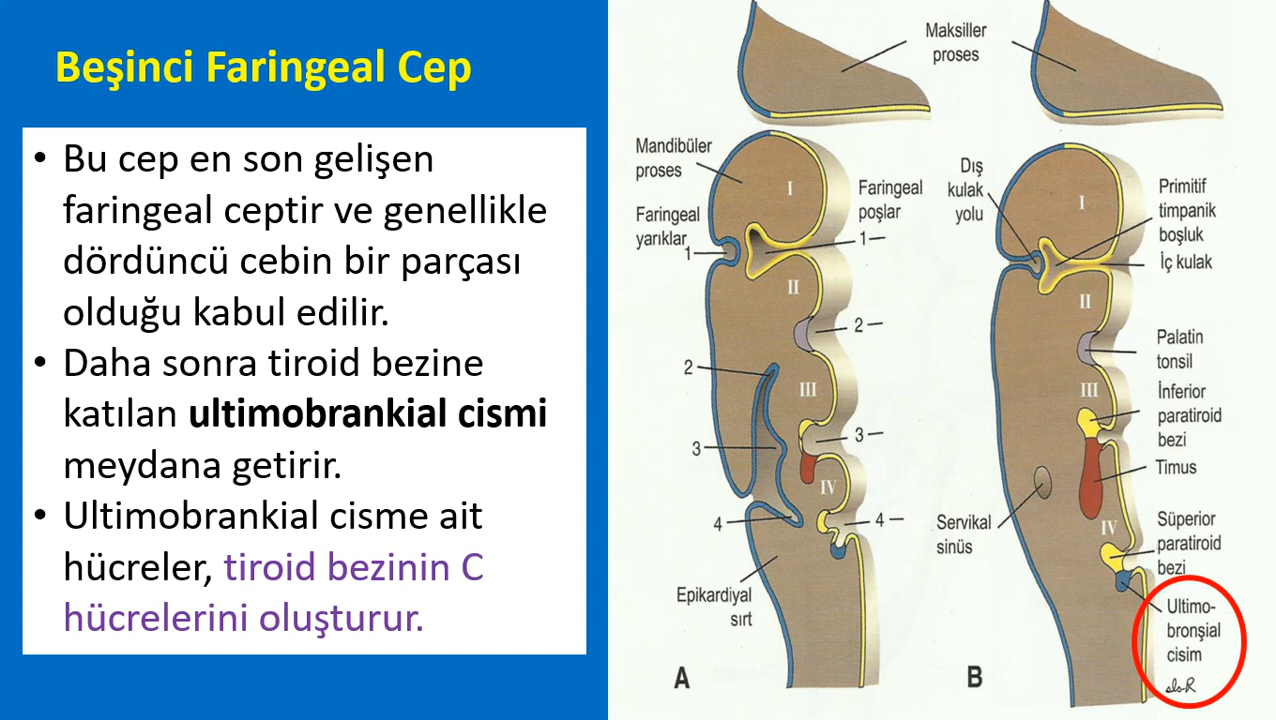 Beşinci Faringeal Cep
• Bu cep en son gelişen
faringeal ceptir ve genellikle
dördüncü cebin bir parçası
olduğu kabul edilir.
• Daha sonra tiroid bezine
katılan ultimobrankial cismi
meydana getirir.
• Ultimobrankial cisme ait
hücreler, tiroid bezinin C
hücrelerini oluşturur.
Maksiller
proses
Mandibüler
proses
I
Faringeal
poşlar
Faringeal
yarıklar
1
1
II
2
2
III
3
3
IV
4
4
Epikardiyal
sırt
A
Dış
kulak
yolu
I
Primitif
timpanik
boşluk
İç kulak
II
Palatin
tonsil
III
İnferior
paratiroid
bezi
Timus
Servikal
sinüs
IV
Süperior
paratiroid
bezi
Ultimo-
bronşial
cisim
B